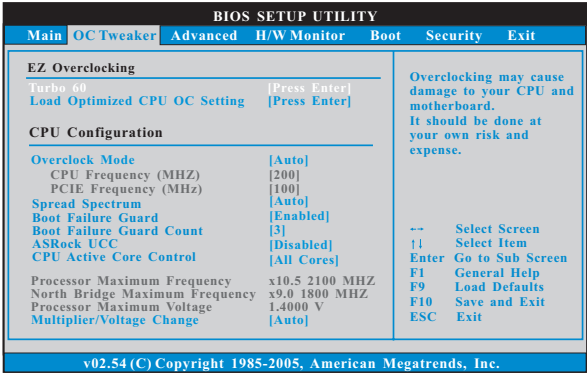 BIOS SETUP UTILITY
Main OC Tweaker Advanced H/W Monitor Boot Security Exit
EZ Overclocking
Turbo 60 [Press Enter]
Load Optimized CPU OC Setting [Press Enter]
CPU Configuration
Overclock Mode [Auto]
CPU Frequency (MHZ) [200]
PCIE Frequency (MHz) [100]
Spread Spectrum [Auto]
Boot Failure Guard [Enabled]
Boot Failure Guard Count [3]
ASRock UCC [Disabled]
CPU Active Core Control [All Cores]
Processor Maximum Frequency x10.5 2100 MHZ
North Bridge Maximum Frequency x9.0 1800 MHZ
Processor Maximum Voltage 1.4000 V
Multiplier/Voltage Change [Auto]
Overclocking may cause
damage to your CPU and
motherboard.
It should be done at
your own risk and
expense.
←→ Select Screen
↑↓ Select Item
Enter Go to Sub Screen
F1 General Help
F9 Load Defaults
F10 Save and Exit
ESC Exit
v02.54 (C) Copyright 1985-2005, American Megatrends, Inc.